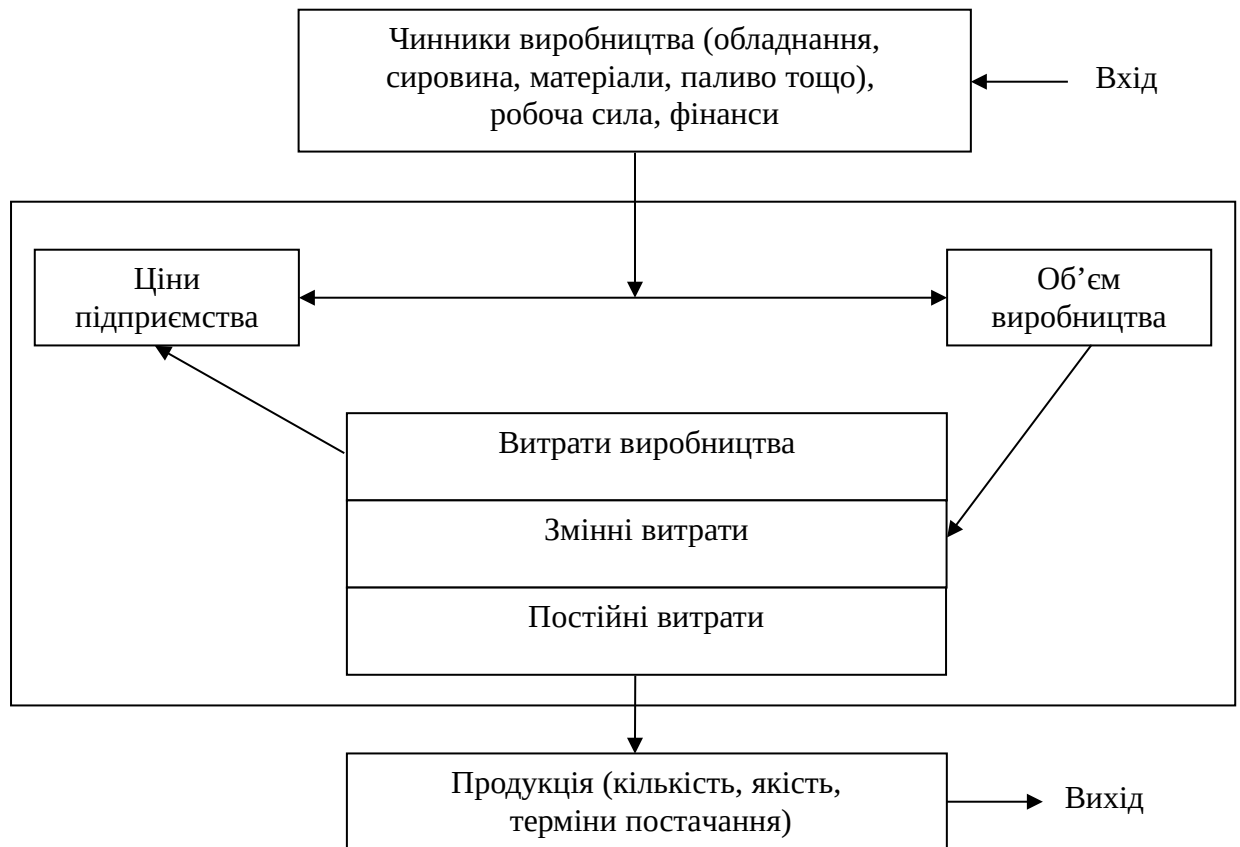 Чинники виробництва (обладнання,
сировина, матеріали, паливо тощо),
робоча сила, фінанси
Вхід
Ціни
підприємства
Об’єм
виробництва
Витрати виробництва
Змінні витрати
Постійні витрати
Продукція (кількість, якість,
терміни постачання)
Вихід